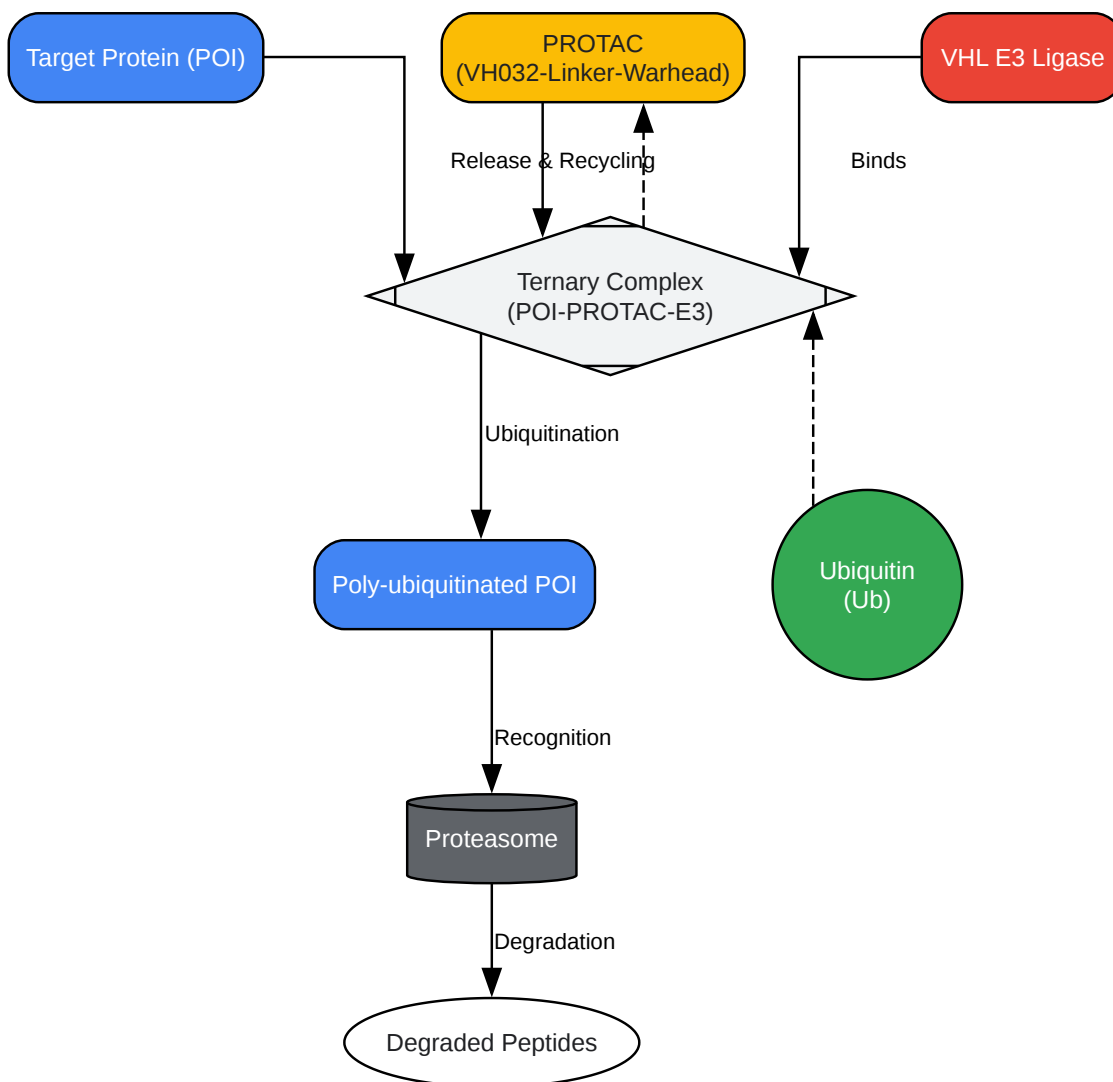 Target Protein (POI)
PROTAC
(VH032-Linker-Warhead)
VHL E3 Ligase
Release & Recycling
Binds
Ternary Complex
(POI-PROTAC-E3)
Ubiquitination
Poly-ubiquitinated POI
Ubiquitin
(Ub)
Recognition
Proteasome
Degradation
Degraded Peptides